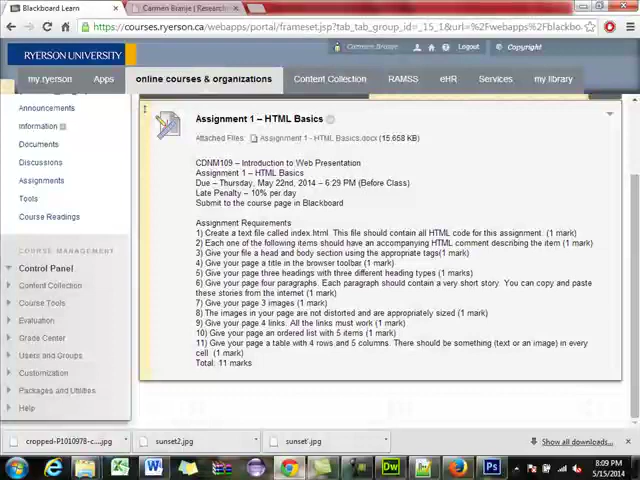 Blackboard Learn
Carmen Branje | Research
https://courses.ryerson.ca/webapps/portal/frameset.jsp?tab_tab_group_id=_15_1&url=%2Fwebapps%2Fblackbo
RYERSON UNIVERSITY
Carmen Branje
Logout
Copyright
my.ryerson
Apps
online courses & organizations
Content Collection
RAMSS
eHR
Services
my library
Announcements
Information
Documents
Discussions
Assignments
Tools
Course Readings
COURSE MANAGEMENT
Control Panel
Content Collection
Course Tools
Evaluation
Grade Center
Users and Groups
Customization
Packages and Utilities
Help
Assignment 1 – HTML Basics
Attached Files: Assignment 1 - HTML Basics.docx (15.658 KB)
CDNM109 – Introduction to Web Presentation
Assignment 1 - HTML Basics
Due – Thursday, May 22nd, 2014 – 6:29 PM (Before Class)
Late Penalty – 10% per day
Submit to the course page in Blackboard
Assignment Requirements
1) Create a text file called index.html. This file should contain all HTML code for this assignment. (1 mark)
2) Each one of the following items should have an accompanying HTML comment describing the item (1 mark)
3) Give your file a head and body section using the appropriate tags(1 mark)
4) Give your page a title in the browser toolbar (1 mark)
5) Give your page three headings with three different heading types (1 mark)
6) Give your page four paragraphs. Each paragraph should contain a very short story. You can copy and paste
these stories from the internet (1 mark)
7) Give your page 3 images (1 mark)
8) The images in your page are not distorted and are appropriately sized (1 mark)
9) Give your page 4 links. All the links must work (1 mark)
10) Give your page an ordered list with 5 items (1 mark)
11) Give your page a table with 4 rows and 5 columns. There should be something (text or an image) in every
cell. (1 mark)
Total: 11 marks
cropped-P1010978-c....jpg
sunset2.jpg
sunset'.jpg
Show all downloads...
Dw
Ps
8:09 PM
5/15/2014